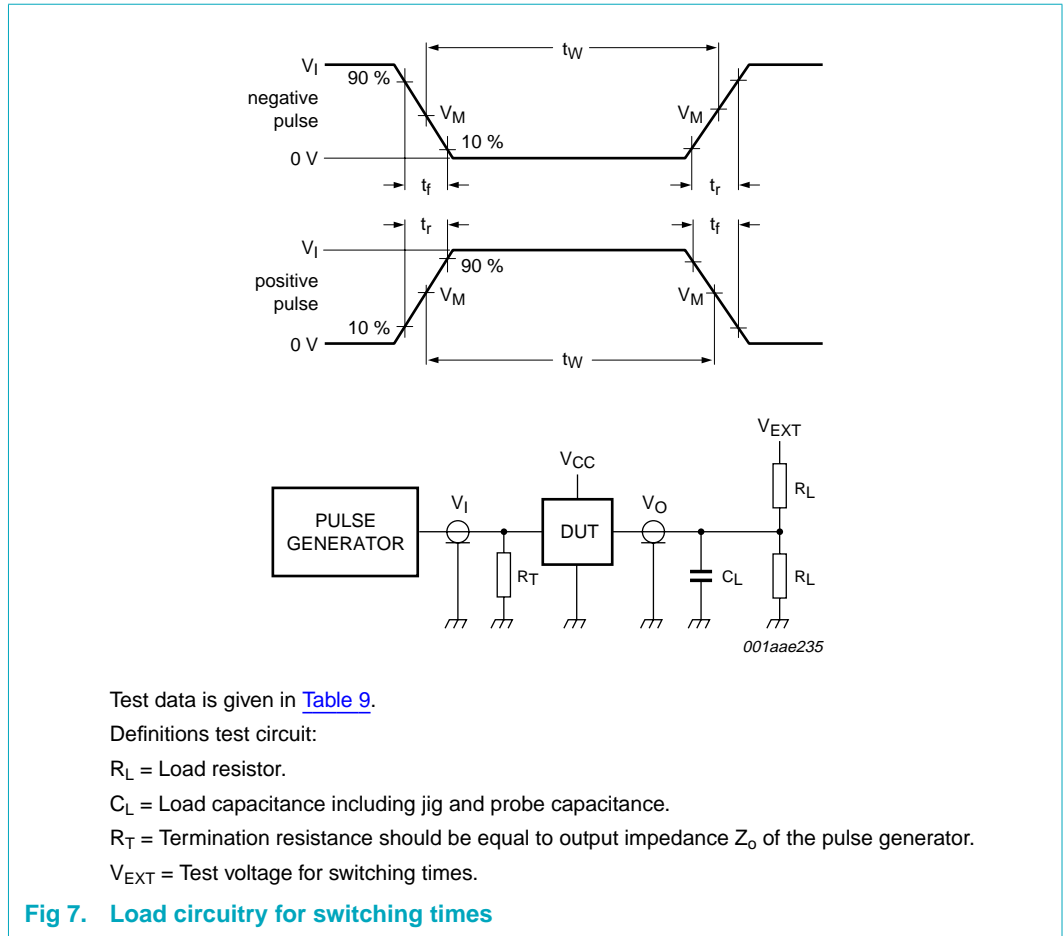 tW
VI
90 %
negative
pulse
VM
VM
10 %
0 V
tf
tr
tr
tf
VI
90 %
positive
pulse
VM
VM
10 %
0 V
tW
VEXT
VCC
RL
PULSE
GENERATOR
VI
DUT
VO
RT
CL
RL
001aae235
Test data is given in Table 9.
Definitions test circuit:
RL = Load resistor.
CL = Load capacitance including jig and probe capacitance.
RT = Termination resistance should be equal to output impedance Zo of the pulse generator.
VEXT = Test voltage for switching times.
Fig 7. Load circuitry for switching times